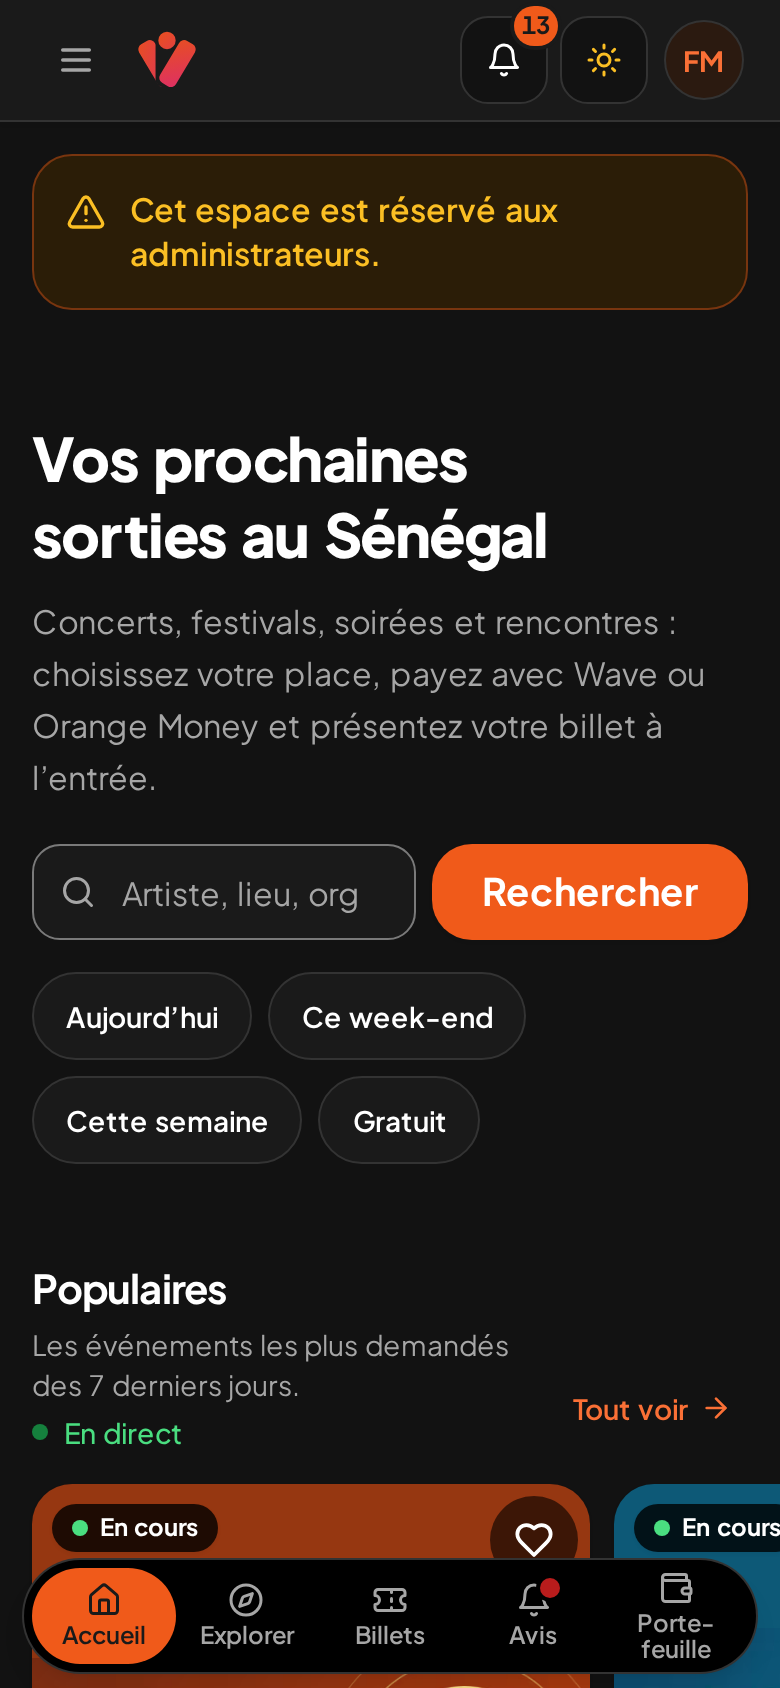 13
FM
Cet espace est réservé aux
administrateurs.
Vos prochaines
sorties au Sénégal
Concerts, festivals, soirées et rencontres :
choisissez votre place, payez avec Wave ou
Orange Money et présentez votre billet à
l’entrée.
Artiste, lieu, org
Rechercher
Aujourd’hui
Ce week-end
Cette semaine
Gratuit
Populaires
Les événements les plus demandés
des 7 derniers jours.
En direct
Tout voir →
En cours
En cours
Accueil
Explorer
Billets
Avis
Porte-
feuille